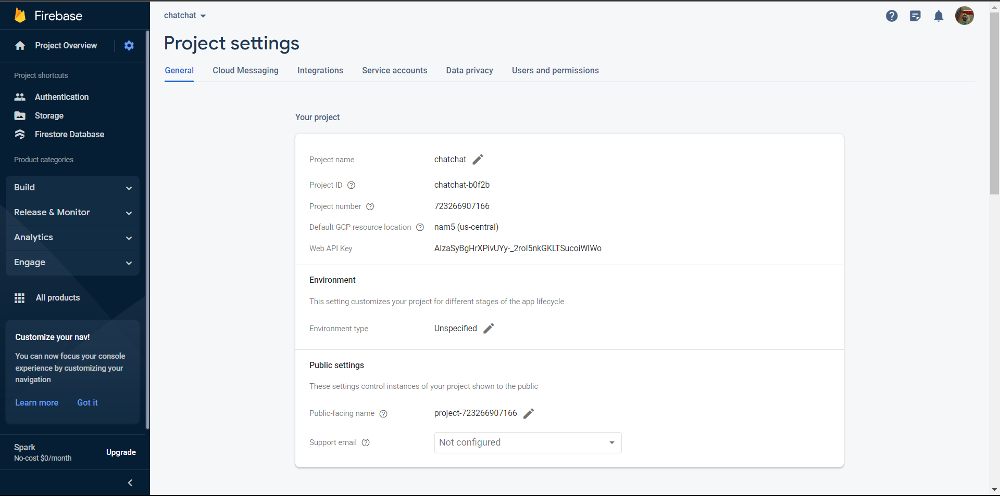 Firebase
Project Overview
Project shortcuts
Authentication
Storage
Firestore Database
Product categories
Build
Release & Monitor
Analytics
Engage
All products
Customize your nav!
You can now focus your console
experience by customizing your
navigation
Learn more Got it
Spark
No-cost $0/month
Upgrade
chatchat
Project settings
General Cloud Messaging Integrations Service accounts Data privacy Users and permissions
Your project
Project name chatchat
Project ID chatchat-b0f2b
Project number 723266907166
Default GCP resource location nam5 (us-central)
Web API Key AIzaSyBgHrXPivUYy-_2roI5nkGKLTSucoiWIWo
Environment
This setting customizes your project for different stages of the app lifecycle
Environment type Unspecified
Public settings
These settings control instances of your project shown to the public
Public-facing name project-723266907166
Support email Not configured